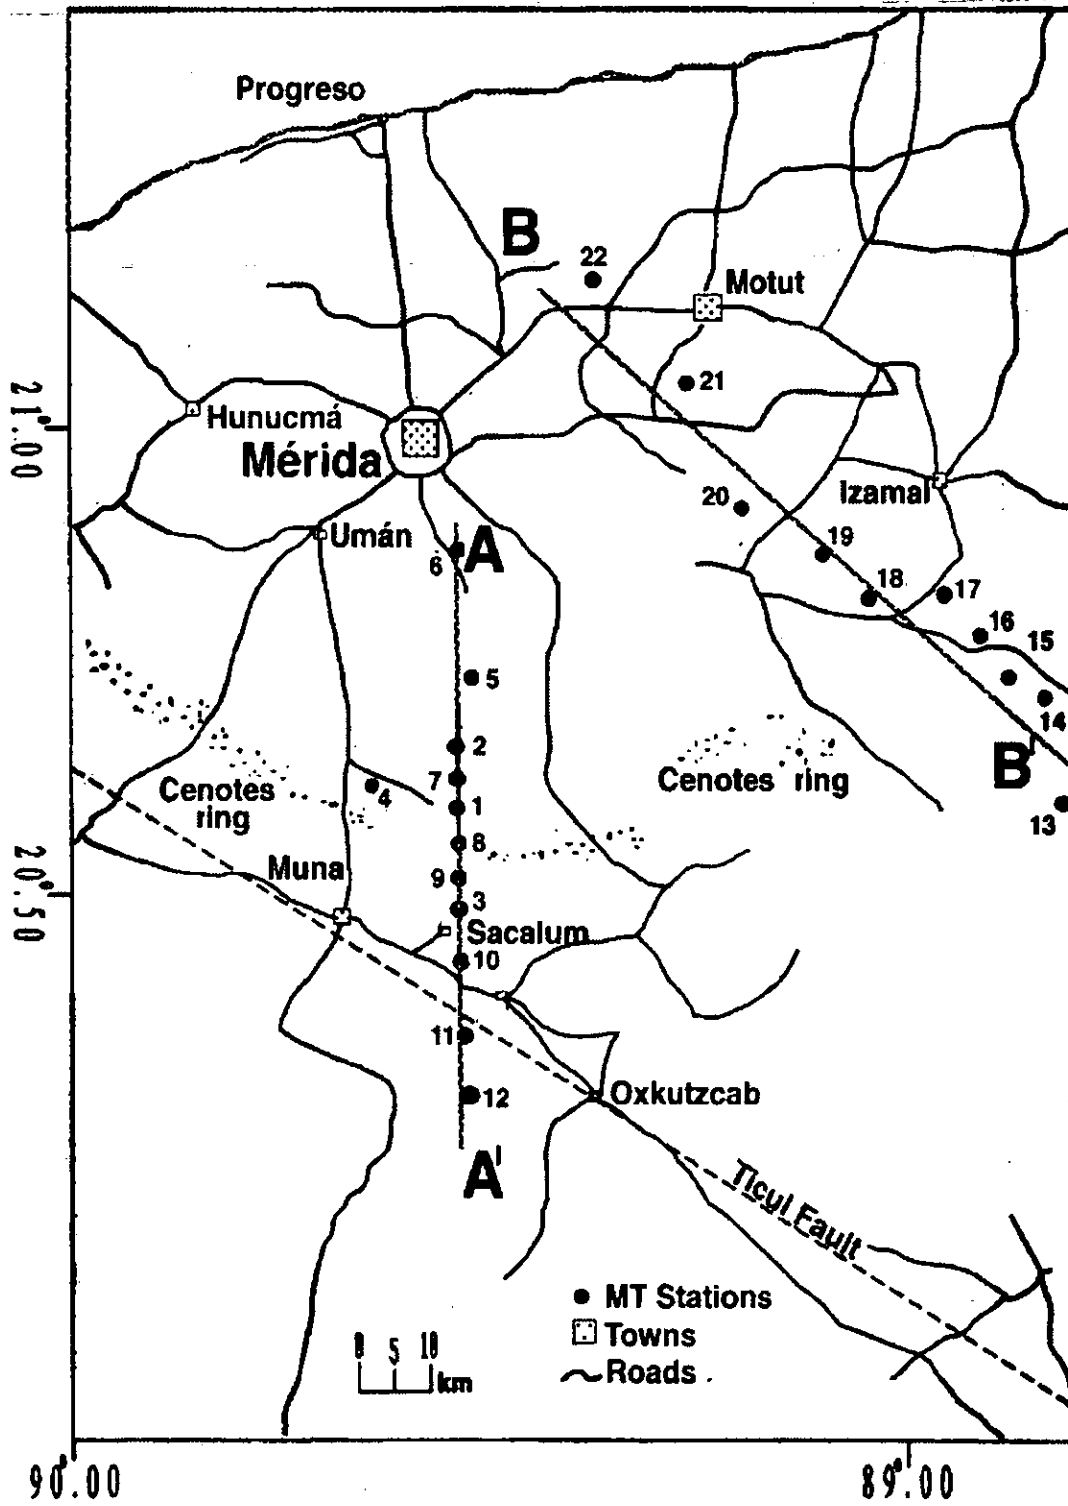 Progreso
B
22
Motut
21
21°.00
Hunucmá
Mérida
20
Izamal
Umán
6
A
19
18
17
16
15
5
14
2
B'
7
Cenotes
ring
4
1
Cenotes ring
13
8
Muna
9
3
20°.50
Sacalum
10
11
12
Oxkutzcab
A'
Ticul Fault
MT Stations
Towns
Roads
0 5 10
km
90°.00
89°.00